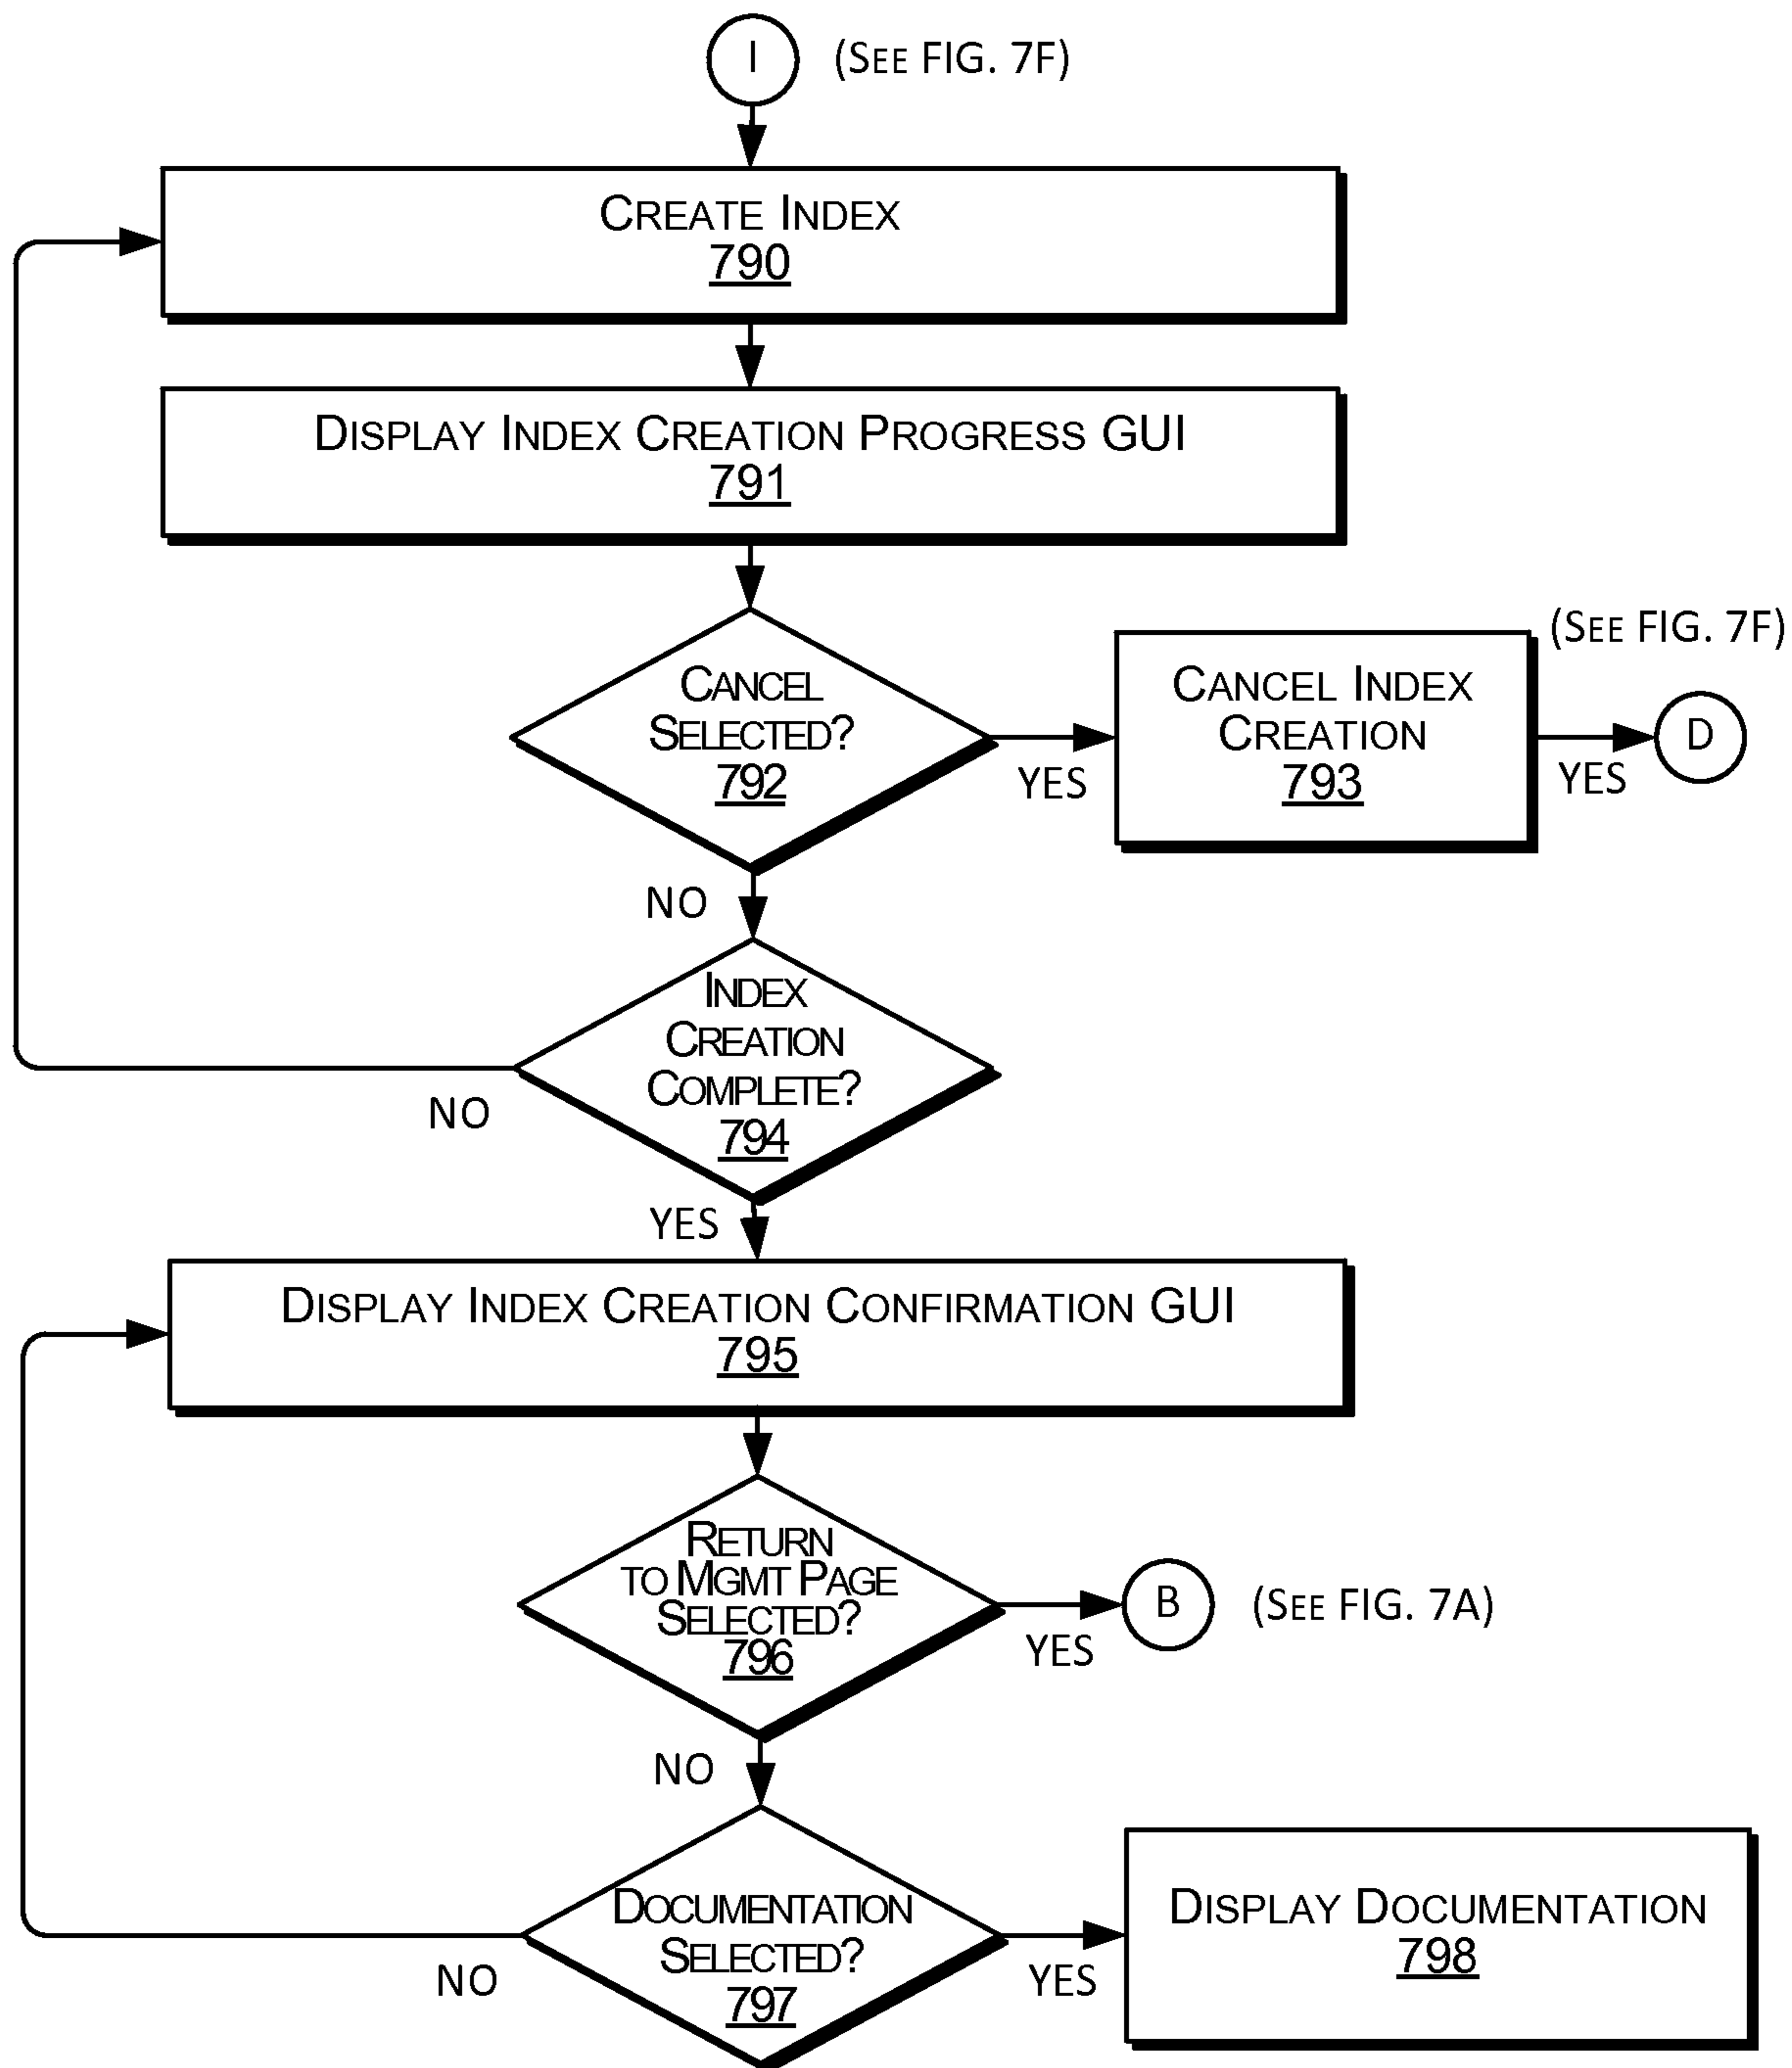 I (SEE FIG. 7F)
CREATE INDEX
790
DISPLAY INDEX CREATION PROGRESS GUI
791
(SEE FIG. 7F)
CANCEL
SELECTED?
792
YES
CANCEL INDEX
CREATION
793
YES
D
NO
INDEX
CREATION
COMPLETE?
794
NO
YES
DISPLAY INDEX CREATION CONFIRMATION GUI
795
RETURN
TO MGMT PAGE
SELECTED?
796
YES
B (SEE FIG. 7A)
NO
DOCUMENTATION
SELECTED?
797
NO
YES
DISPLAY DOCUMENTATION
798